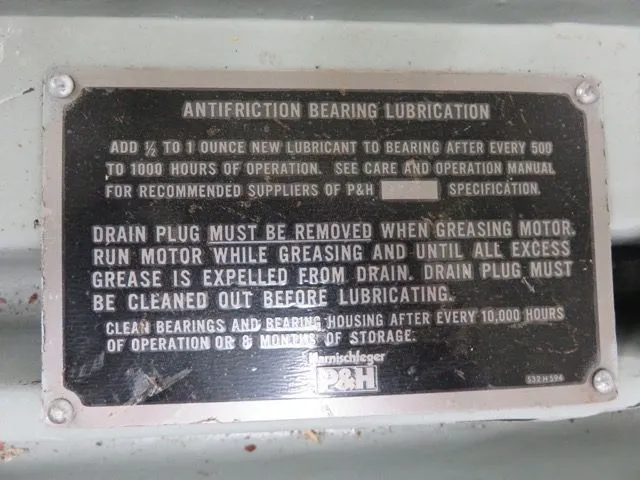 ANTIFRICTION BEARING LUBRICATION
ADD ½ TO 1 OUNCE NEW LUBRICANT TO BEARING AFTER EVERY 500
TO 1000 HOURS OF OPERATION. SEE CARE AND OPERATION MANUAL
FOR RECOMMENDED SUPPLIERS OF P&H SPECIFICATION.
DRAIN PLUG MUST BE REMOVED WHEN GREASING MOTOR.
RUN MOTOR WHILE GREASING AND UNTIL ALL EXCESS
GREASE IS EXPELLED FROM DRAIN. DRAIN PLUG MUST
BE CLEANED OUT BEFORE LUBRICATING.
CLEAN BEARINGS AND BEARING HOUSING AFTER EVERY 10,000 HOURS
OF OPERATION OR 8 MONTHS OF STORAGE.
Harnischfeger
P&H
532H594